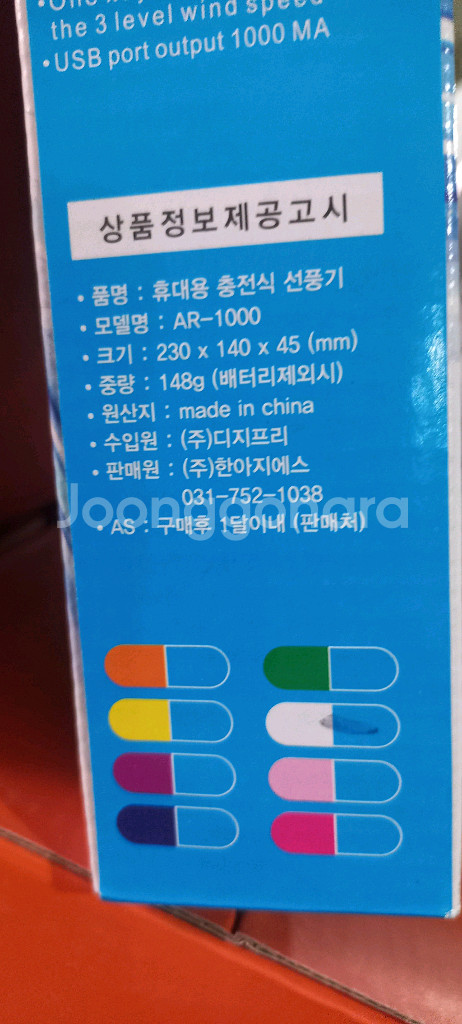 the 3 level wind speed
•USB port output 1000 MA
상품정보제공고시
• 품명 : 휴대용 충전식 선풍기
• 모델명 : AR-1000
• 크기 : 230 x 140 x 45 (mm)
• 중량 : 148g (배터리제외시)
• 원산지 : made in china
• 수입원 : (주)디지프리
• 판매원 : (주)한아지에스
031-752-1038
Joonggonara
• AS : 구매후 1달이내 (판매처)